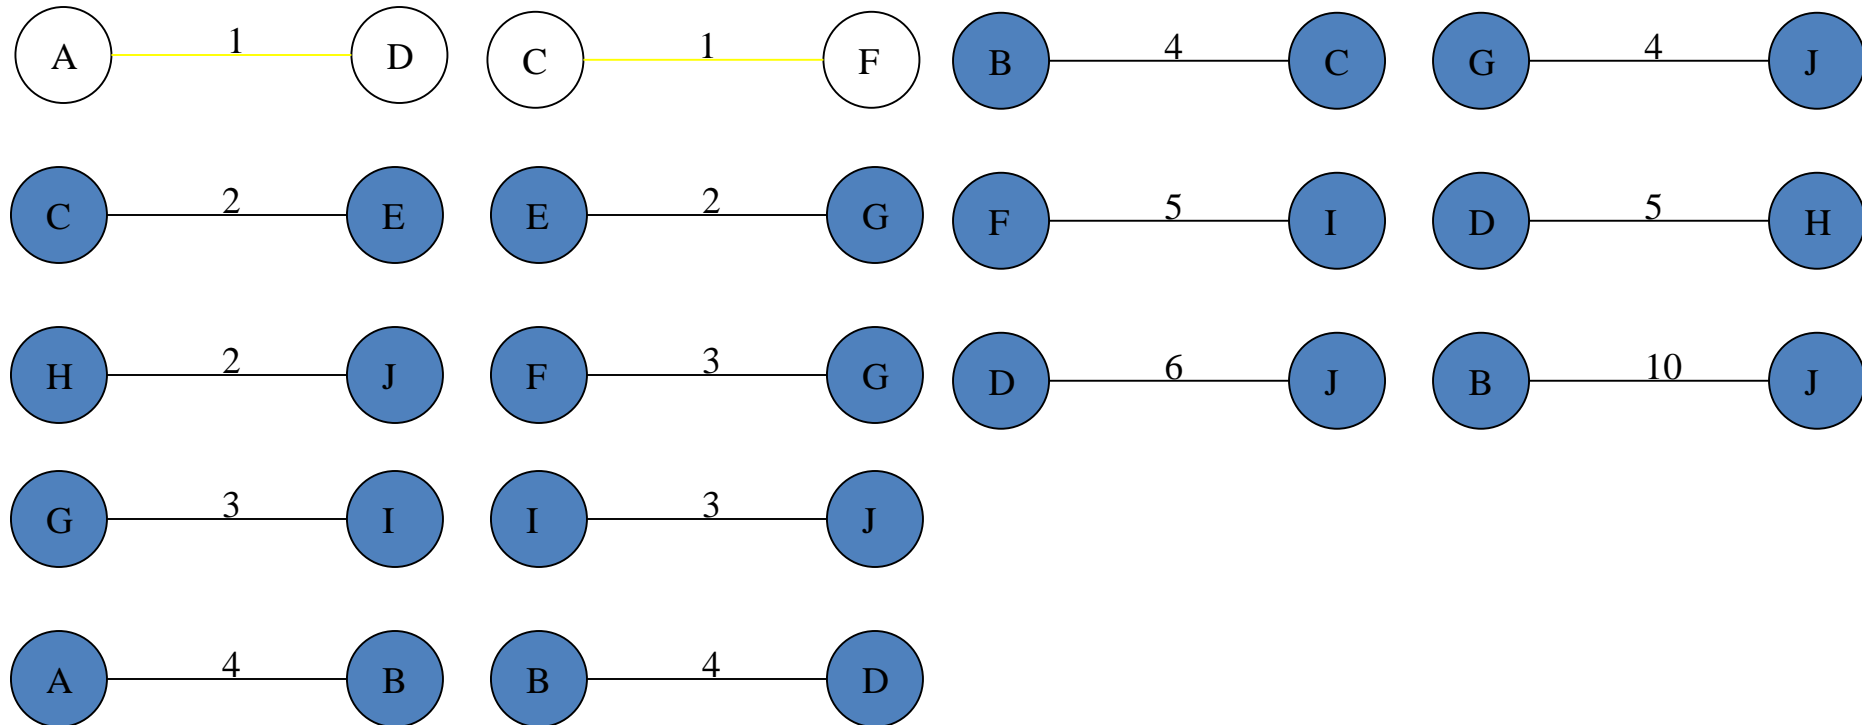 A 1 D C 1 F B 4 C G 4 J
C 2 E E 2 G F 5 I D 5 H
H 2 J F 3 G D 6 J B 10 J
G 3 I I 3 J
A 4 B B 4 D